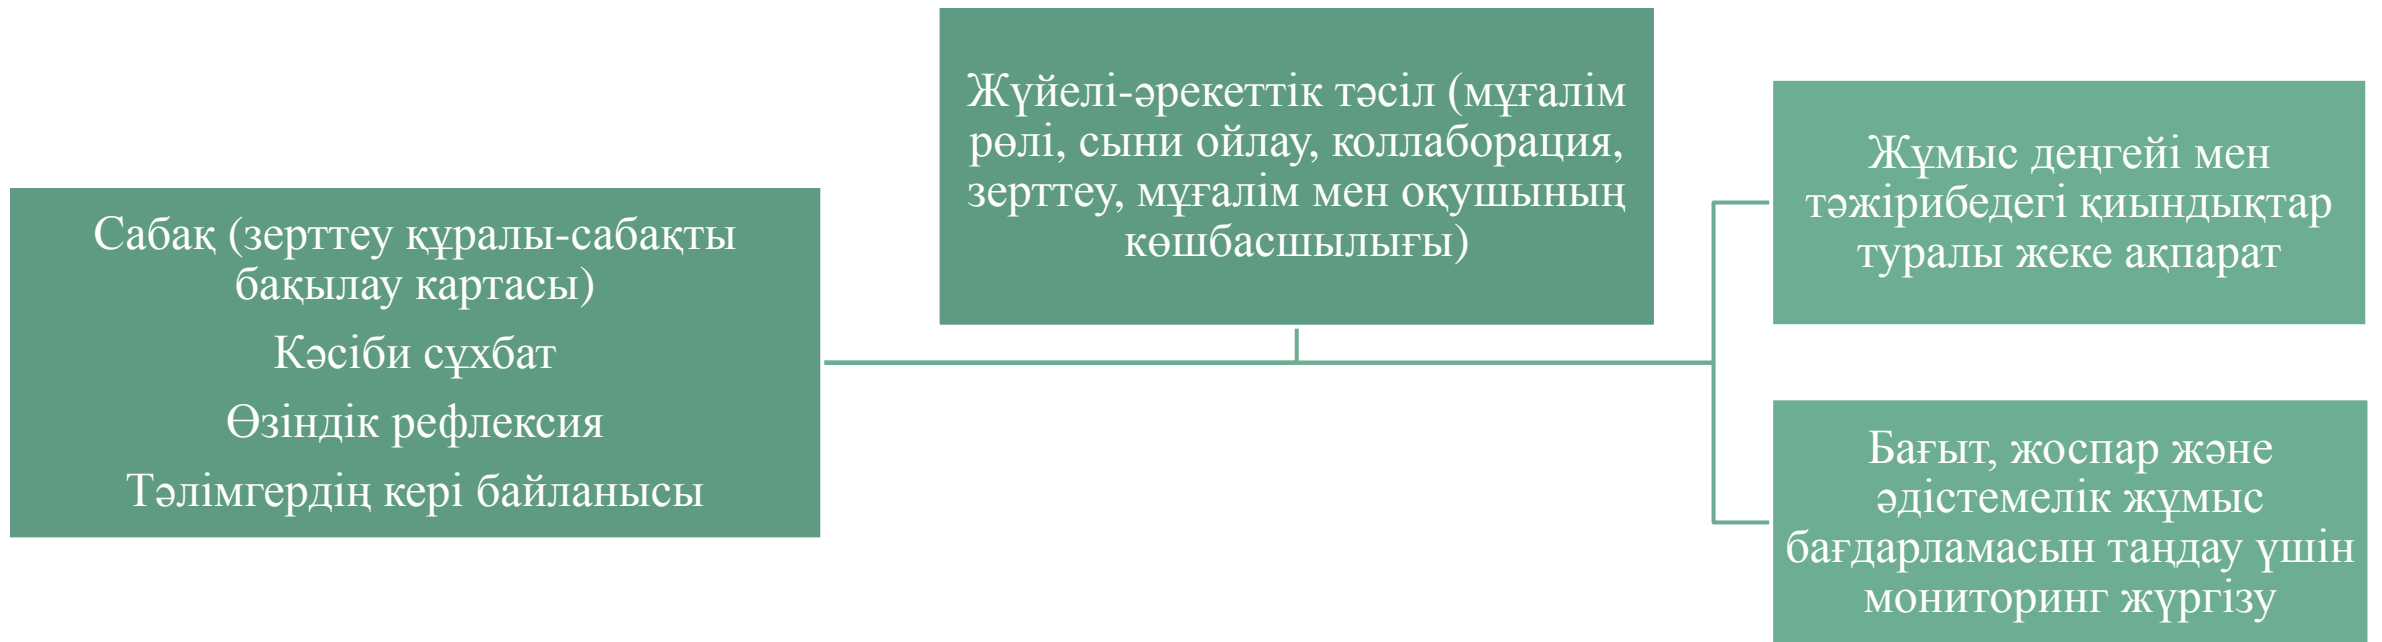 Сабақ (зерттеу құралы-сабақты
бақылау картасы)
Кәсіби сұхбат
Өзіндік рефлексия
Тәлімгердің кері байланысы
Жүйелі-әрекеттік тәсіл (мұғалім
рөлі, сыни ойлау, коллаборация,
зерттеу, мұғалім мен оқушының
көшбасшылығы)
Жұмыс деңгейі мен
тәжірибедегі қиындықтар
туралы жеке ақпарат
Бағыт, жоспар және
әдістемелік жұмыс
бағдарламасын таңдау үшін
мониторинг жүргізу